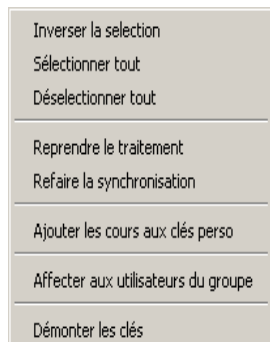 Inverser la selection
Sélectionner tout
Déselectionner tout
Reprendre le traitement
Refaire la synchronisation
Ajouter les cours aux clés perso
Affecter aux utilisateurs du groupe
Démonter les clés